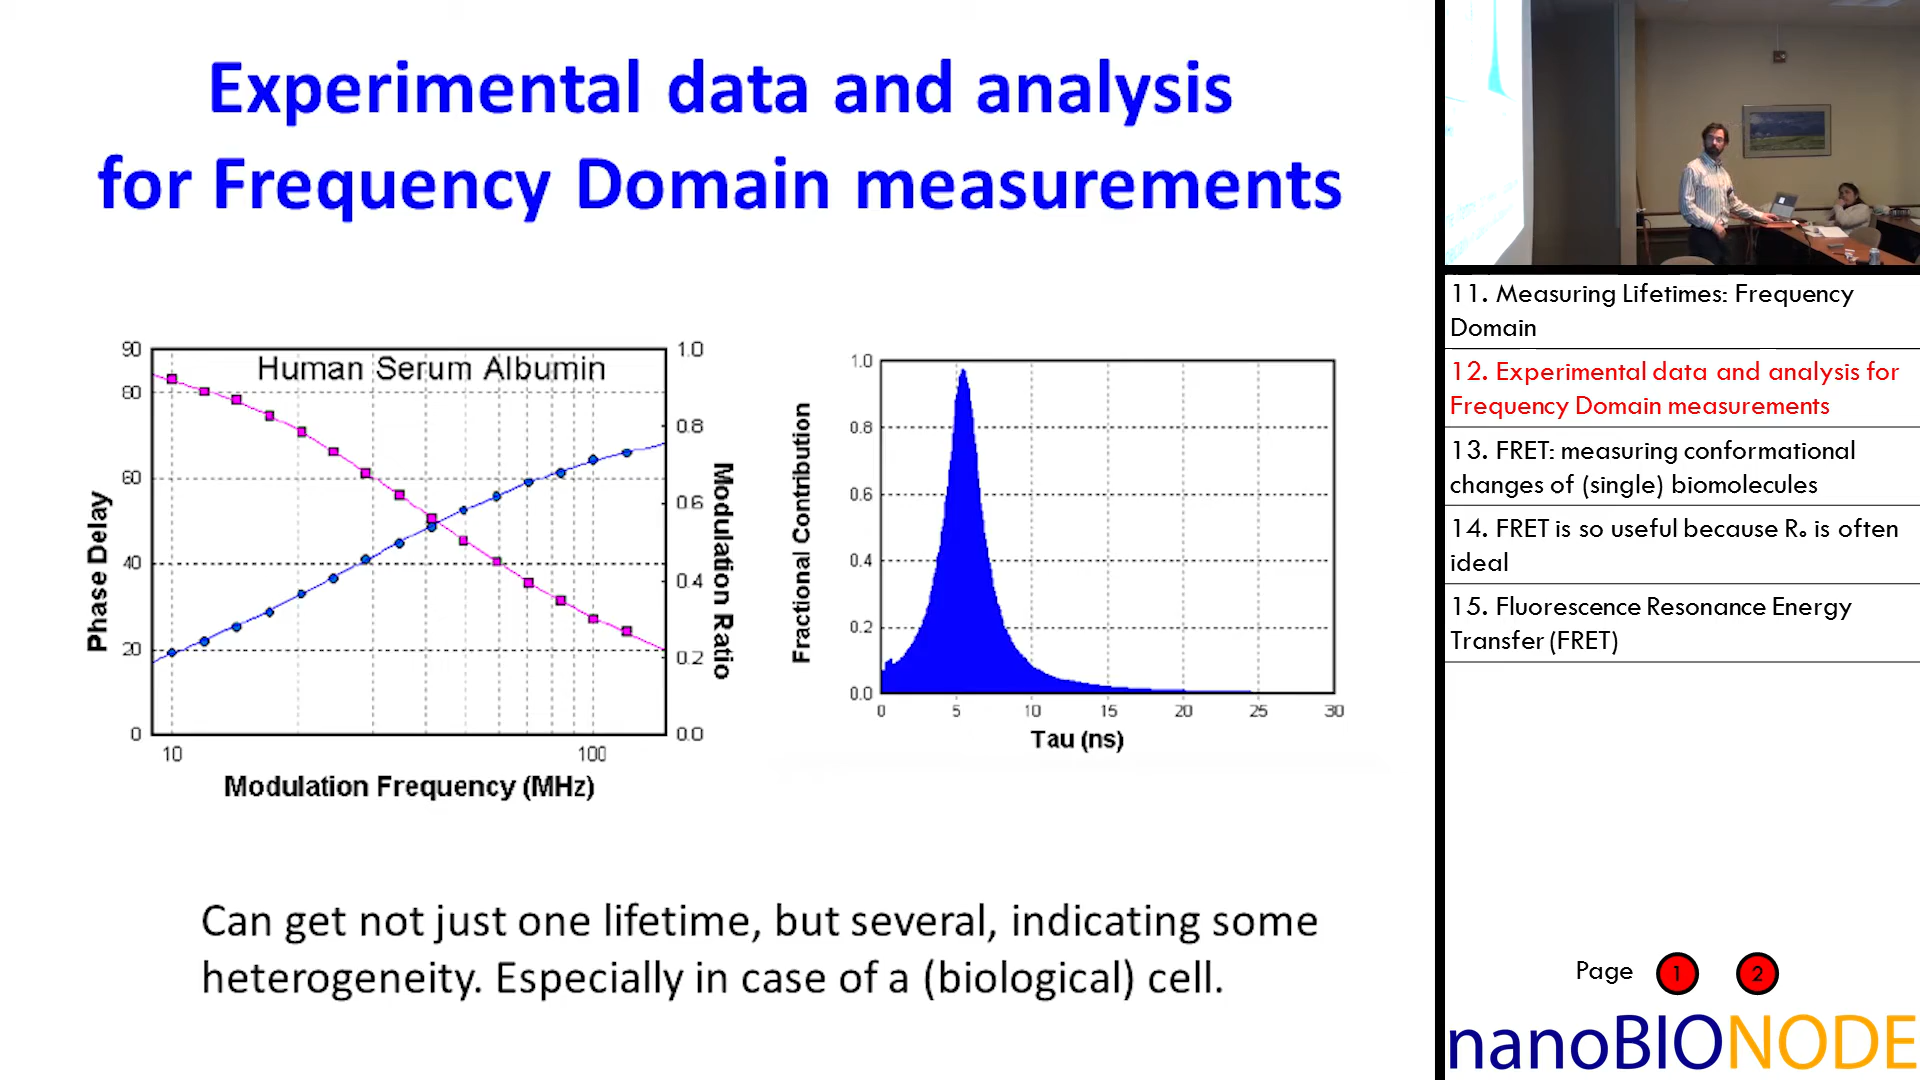 Experimental data and analysis
for Frequency Domain measurements
Human Serum Albumin
90
80
60
40
20
0
1.0
0.8
0.6
0.4
0.2
0.0
10
100
Phase Delay
Modulation Ratio
Modulation Frequency (MHz)
1.0
0.8
0.6
0.4
0.2
0.0
0 5 10 15 20 25 30
Fractional Contribution
Tau (ns)
Can get not just one lifetime, but several, indicating some
heterogeneity. Especially in case of a (biological) cell.
11. Measuring Lifetimes: Frequency
Domain
12. Experimental data and analysis for
Frequency Domain measurements
13. FRET: measuring conformational
changes of (single) biomolecules
14. FRET is so useful because Rₒ is often
ideal
15. Fluorescence Resonance Energy
Transfer (FRET)
Page 1 2
nanoBIONODE